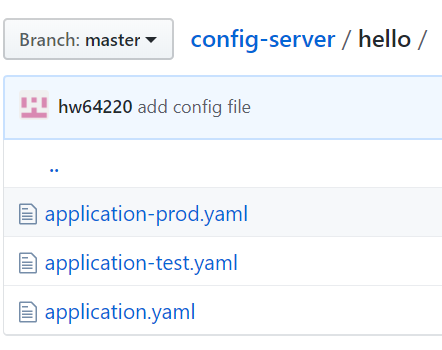 Branch: master config-server / hello /
hw64220 add config file
..
application-prod.yaml
application-test.yaml
application.yaml